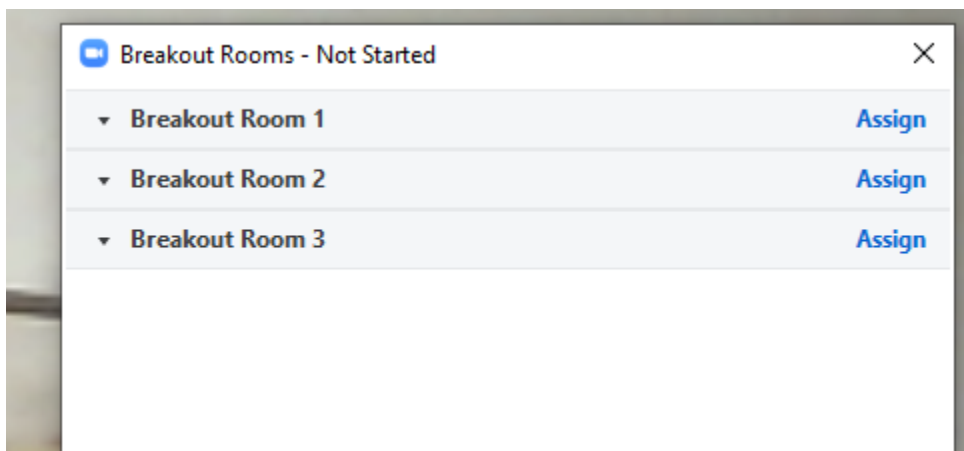 Breakout Rooms - Not Started
Breakout Room 1 Assign
Breakout Room 2 Assign
Breakout Room 3 Assign